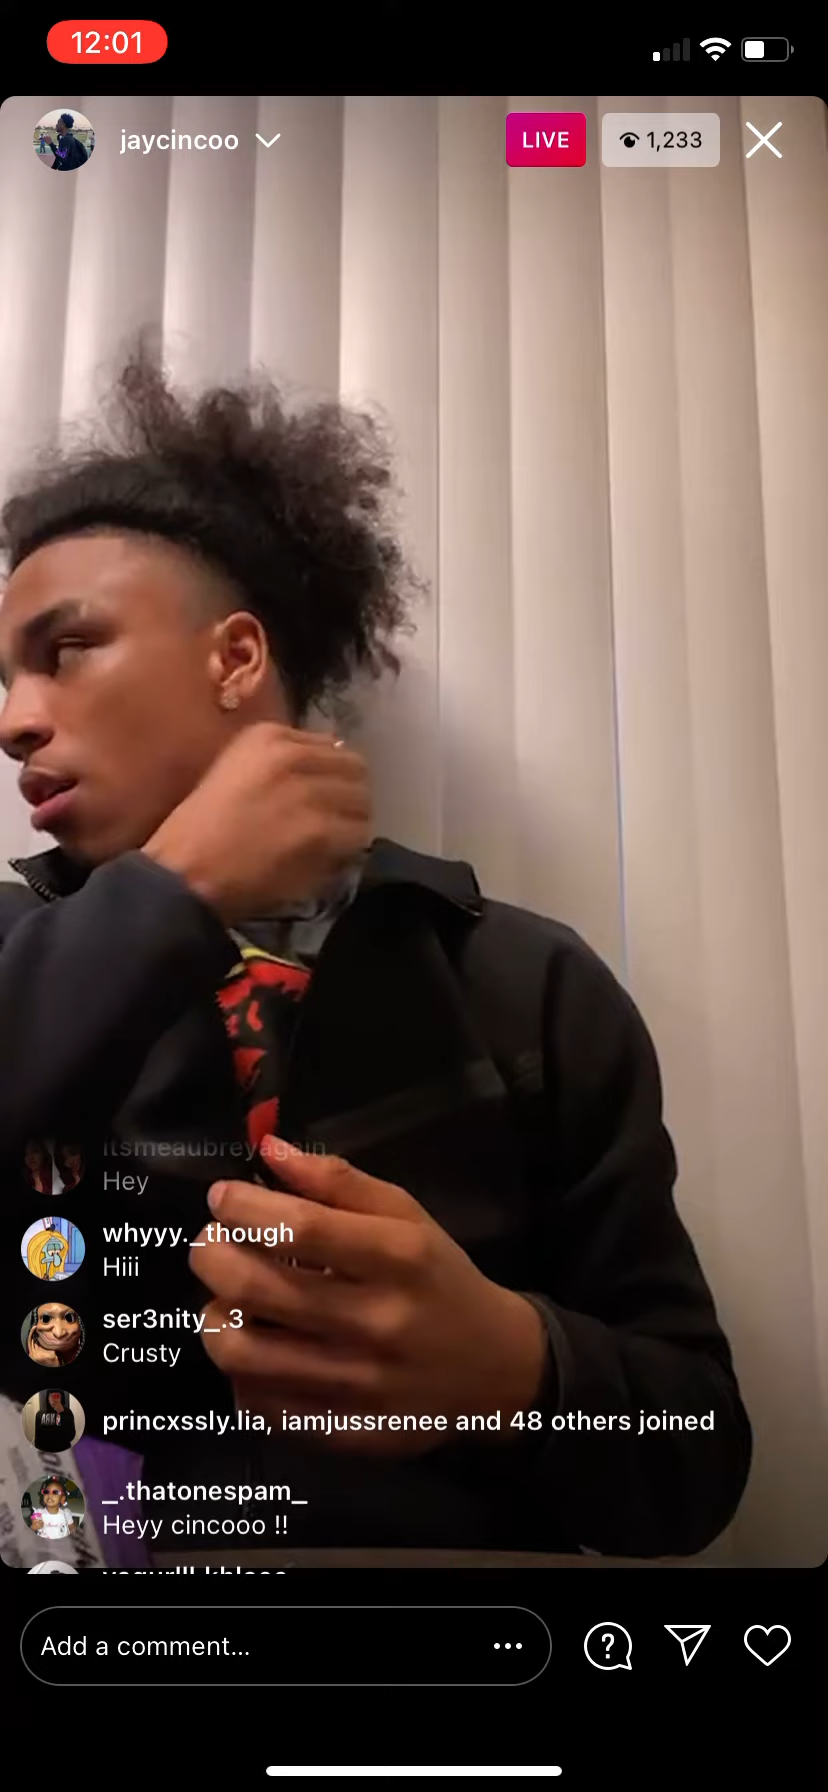 12:01
jaycincoo
LIVE
1,233
itsmeaubreyagain
Hey
whyyy._though
Hiii
ser3nity_.3
Crusty
princxssly.lia, iamjussrenee and 48 others joined
_.thatonespam_
Heyy cincooo !!
Add a comment...